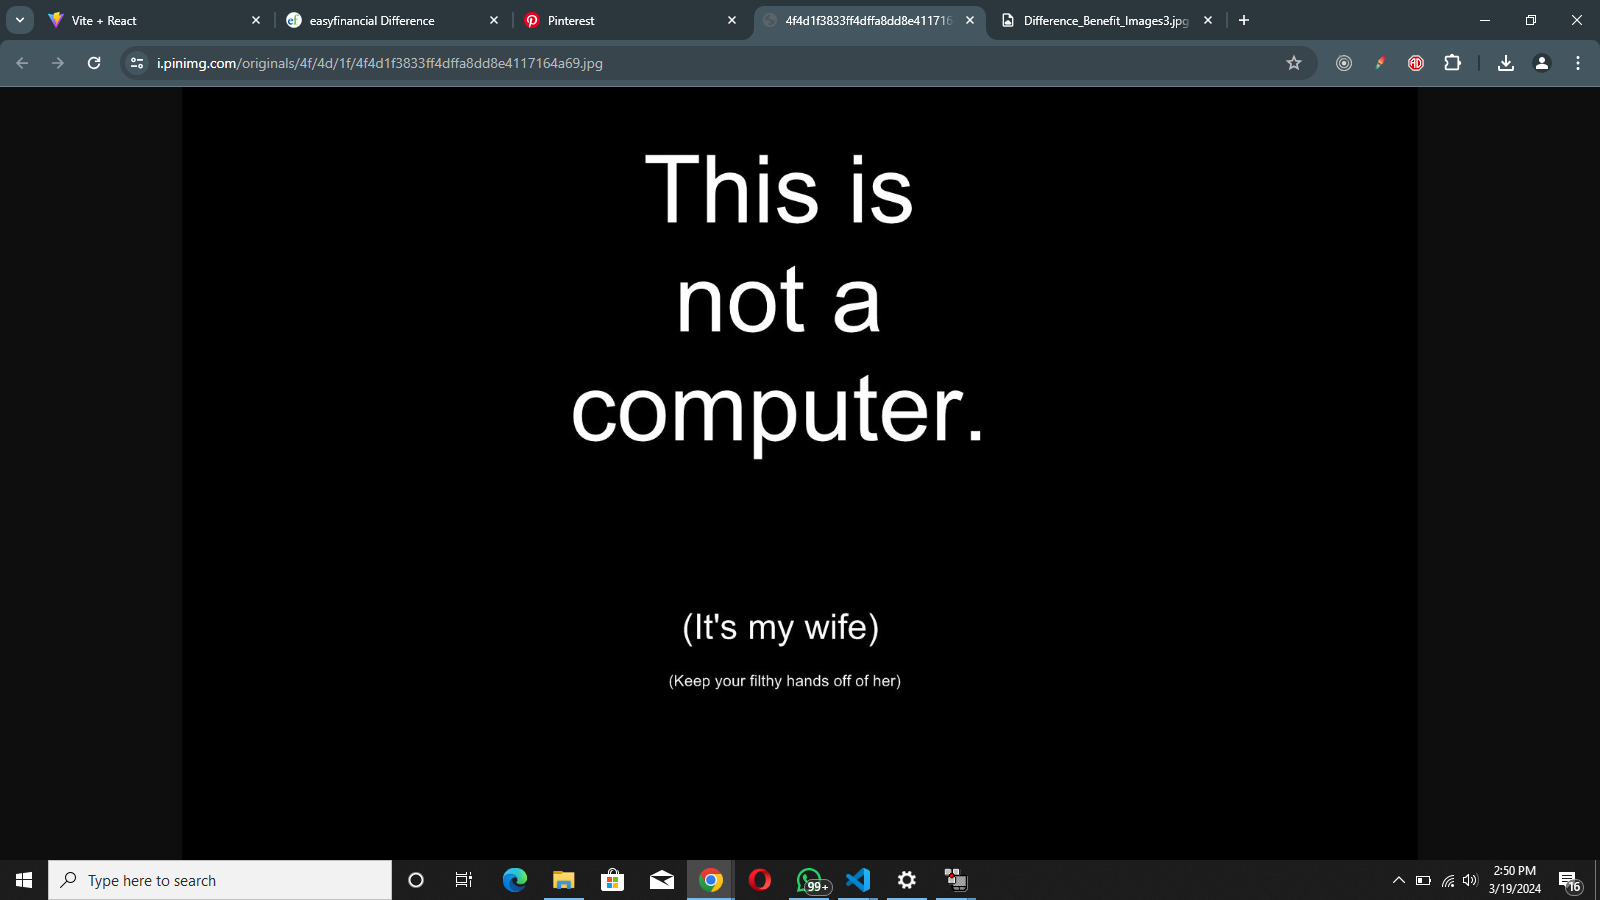 Vite + React
easyfinancial Difference
Pinterest
4f4d1f3833ff4dffa8dd8e411716
Difference_Benefit_Images3.jpg
i.pinimg.com/originals/4f/4d/1f/4f4d1f3833ff4dffa8dd8e4117164a69.jpg
This is
not a
computer.
(It's my wife)
(Keep your filthy hands off of her)
Type here to search
99+
2:50 PM
3/19/2024
16